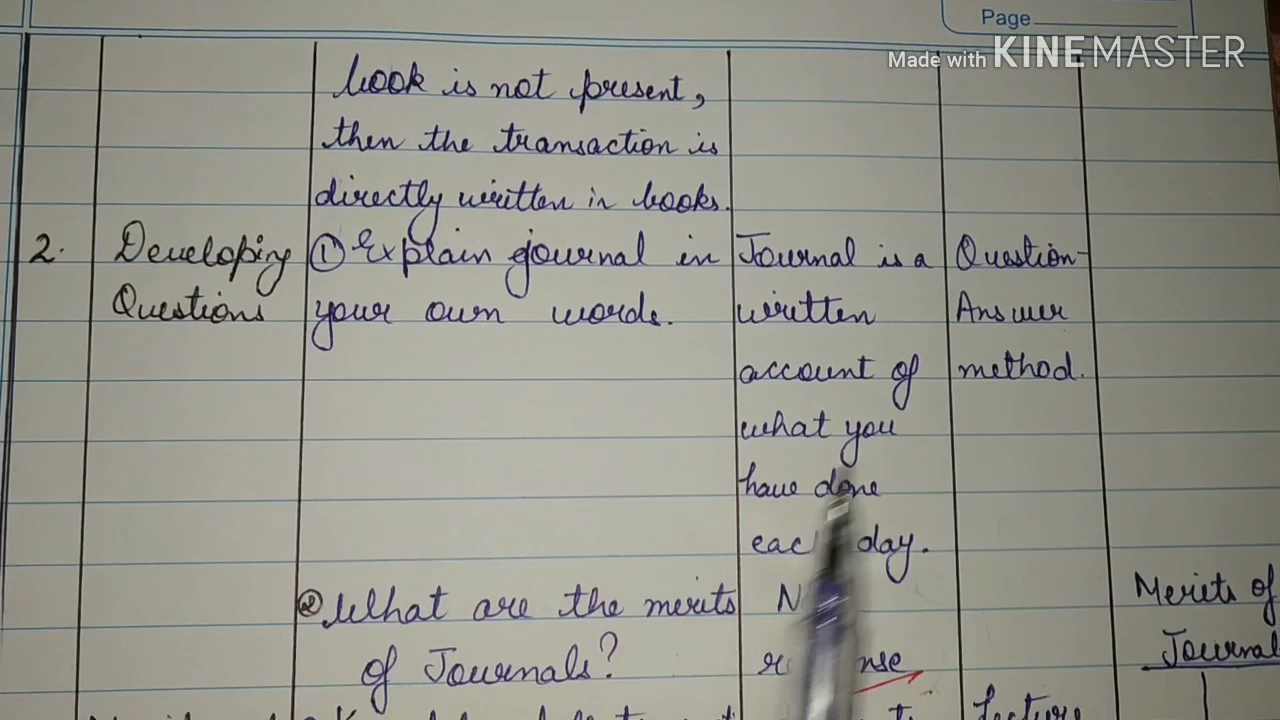 Page
Made with KINEMASTER
book is not present,
then the transaction is
directly written in books.
2. Developing ① Explain journal in Journal is a Question-
Questions your own words. written Answer
account of method.
what you
have done
day.
② What are the merits Merits of
of Journals? Journal
Lecture